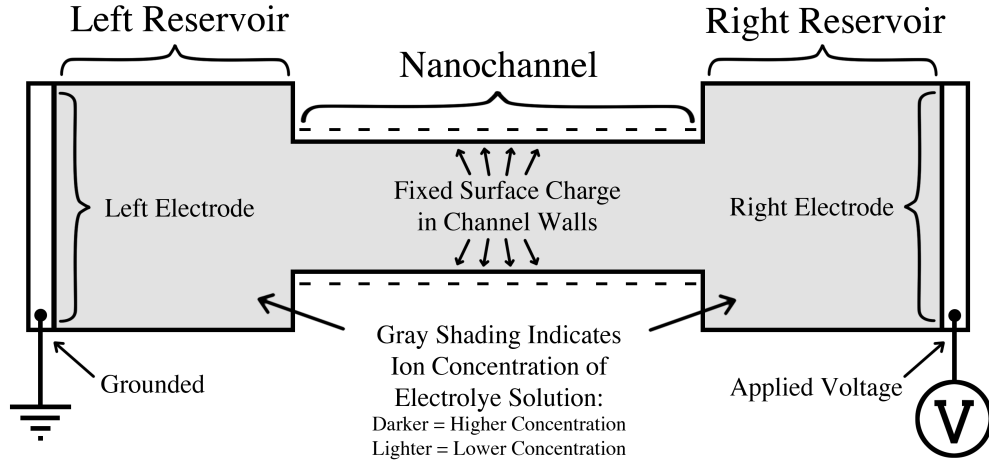 Left Reservoir
Right Reservoir
Nanochannel
Fixed Surface Charge
in Channel Walls
Left Electrode
Right Electrode
Gray Shading Indicates
Ion Concentration of
Electrolye Solution:
Darker = Higher Concentration
Lighter = Lower Concentration
Grounded
Applied Voltage
V